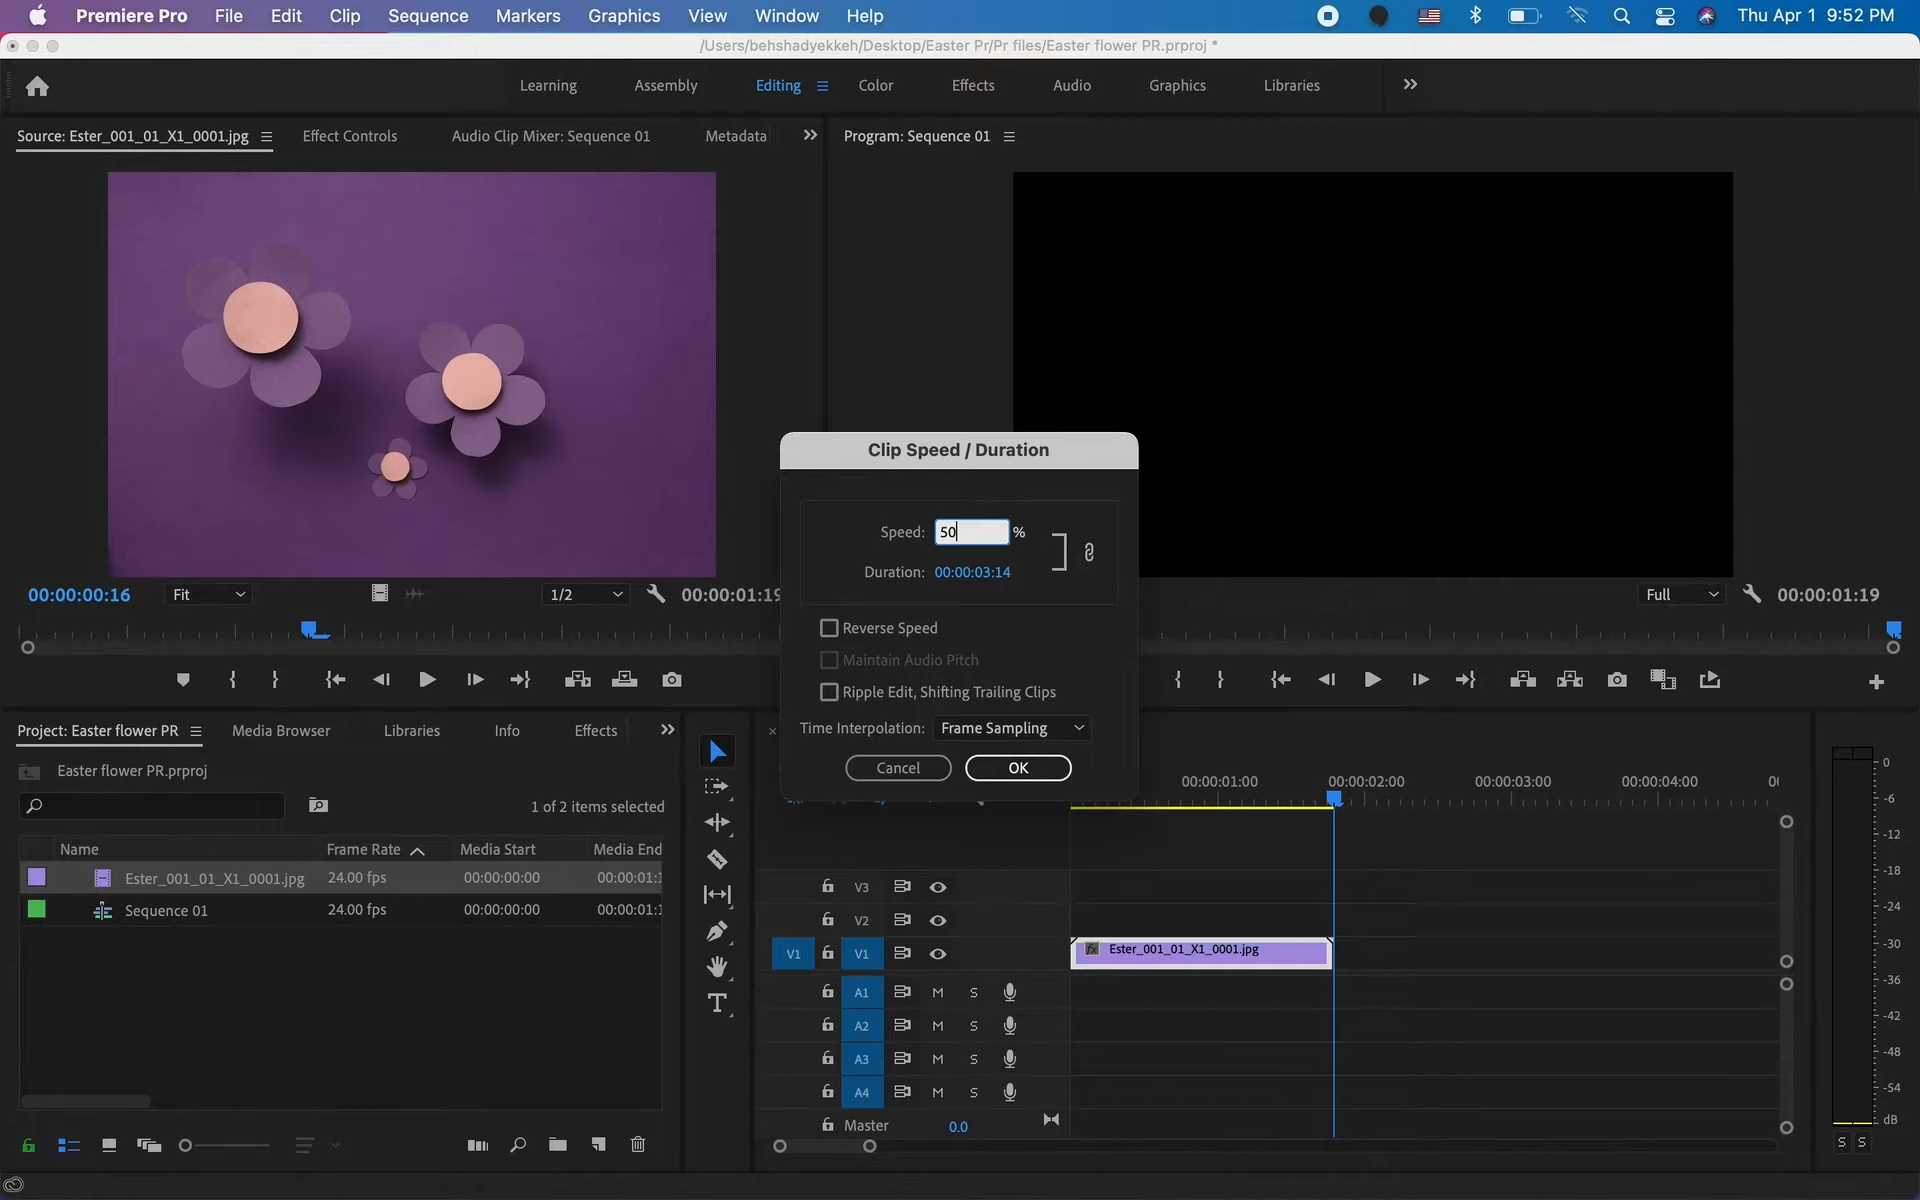 Premiere Pro File Edit Clip Sequence Markers Graphics View Window Help Thu Apr 1 9:52 PM
/Users/behshadyekkeh/Desktop/Easter Pr/Pr files/Easter flower PR.prproj *
Learning Assembly Editing Color Effects Audio Graphics Libraries
Source: Ester_001_01_X1_0001.jpg Effect Controls Audio Clip Mixer: Sequence 01 Metadata Program: Sequence 01
Clip Speed / Duration
Speed: 50 %
Duration: 00:00:03:14
00:00:00:16 Fit 1/2 00:00:01:19 Full 00:00:01:19
Reverse Speed
Maintain Audio Pitch
Ripple Edit, Shifting Trailing Clips
Time Interpolation: Frame Sampling
Cancel OK
Project: Easter flower PR Media Browser Libraries Info Effects
Easter flower PR.prproj
1 of 2 items selected
Name Frame Rate Media Start Media End
Ester_001_01_X1_0001.jpg 24.00 fps 00:00:00:00 00:00:01:1
Sequence 01 24.00 fps 00:00:00:00 00:00:01:1
00:00:01:00 00:00:02:00 00:00:03:00 00:00:04:00
V3
V2
V1 V1 fx Ester_001_01_X1_0001.jpg
A1 M S
A2 M S
A3 M S
A4 M S
Master 0.0
0
-6
-12
-18
-24
-30
-36
-42
-48
-54
dB
S S